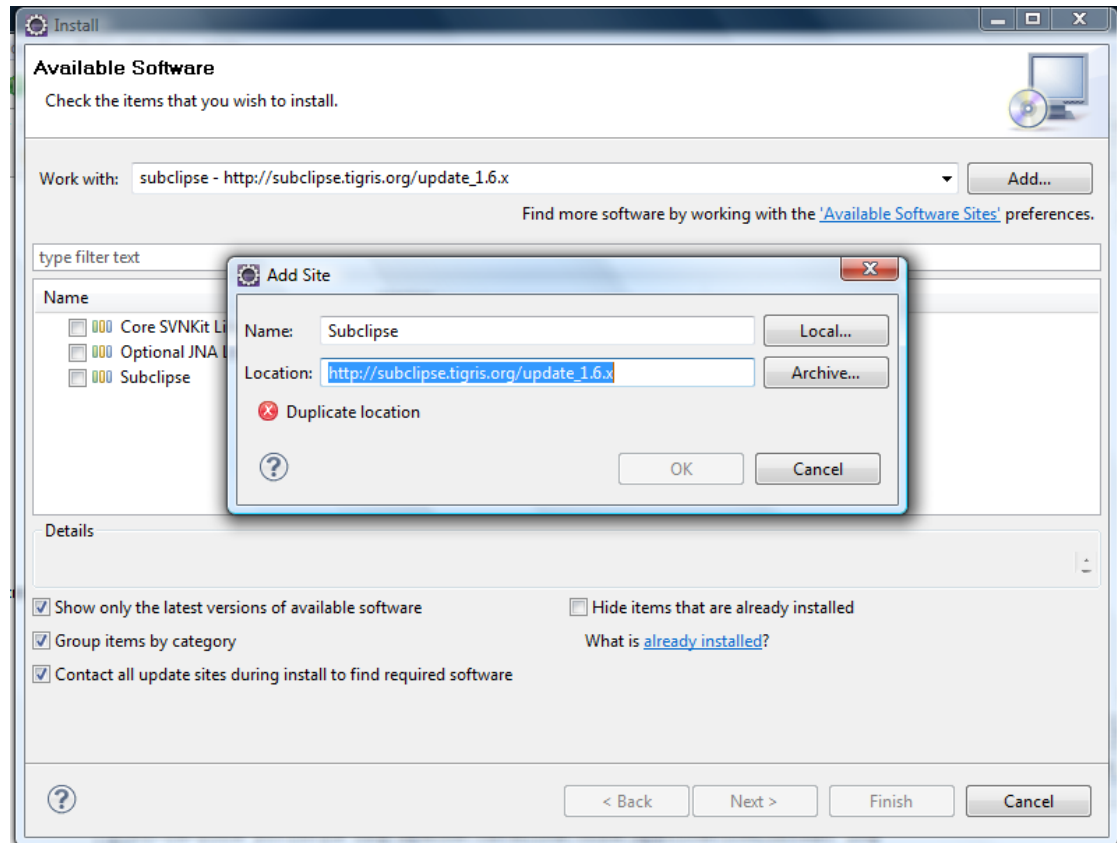 Install
Available Software
Check the items that you wish to install.
Work with: subclipse - http://subclipse.tigris.org/update_1.6.x Add...
Find more software by working with the 'Available Software Sites' preferences.
type filter text
Name
Core SVNKit Li
Optional JNA L
Subclipse
Add Site
Name: Subclipse Local...
Location: http://subclipse.tigris.org/update_1.6.x Archive...
Duplicate location
OK Cancel
Details
Show only the latest versions of available software Hide items that are already installed
Group items by category What is already installed?
Contact all update sites during install to find required software
< Back Next > Finish Cancel